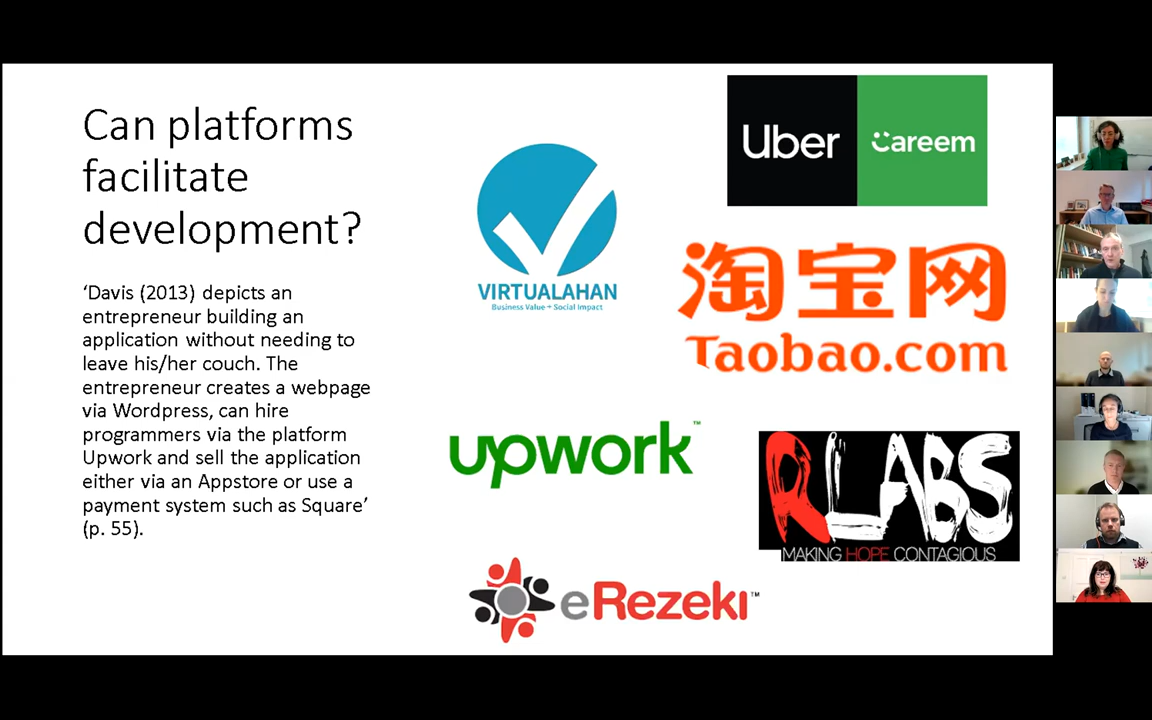 Can platforms
facilitate
development?
‘Davis (2013) depicts an
entrepreneur building an
application without needing to
leave his/her couch. The
entrepreneur creates a webpage
via Wordpress, can hire
programmers via the platform
Upwork and sell the application
either via an Appstore or use a
payment system such as Square’
(p. 55).
VIRTUALAHAN
Business Value + Social Impact
Uber Careem
淘宝网
Taobao.com
upwork™
RLABS
MAKING HOPE CONTAGIOUS
eRezeki™